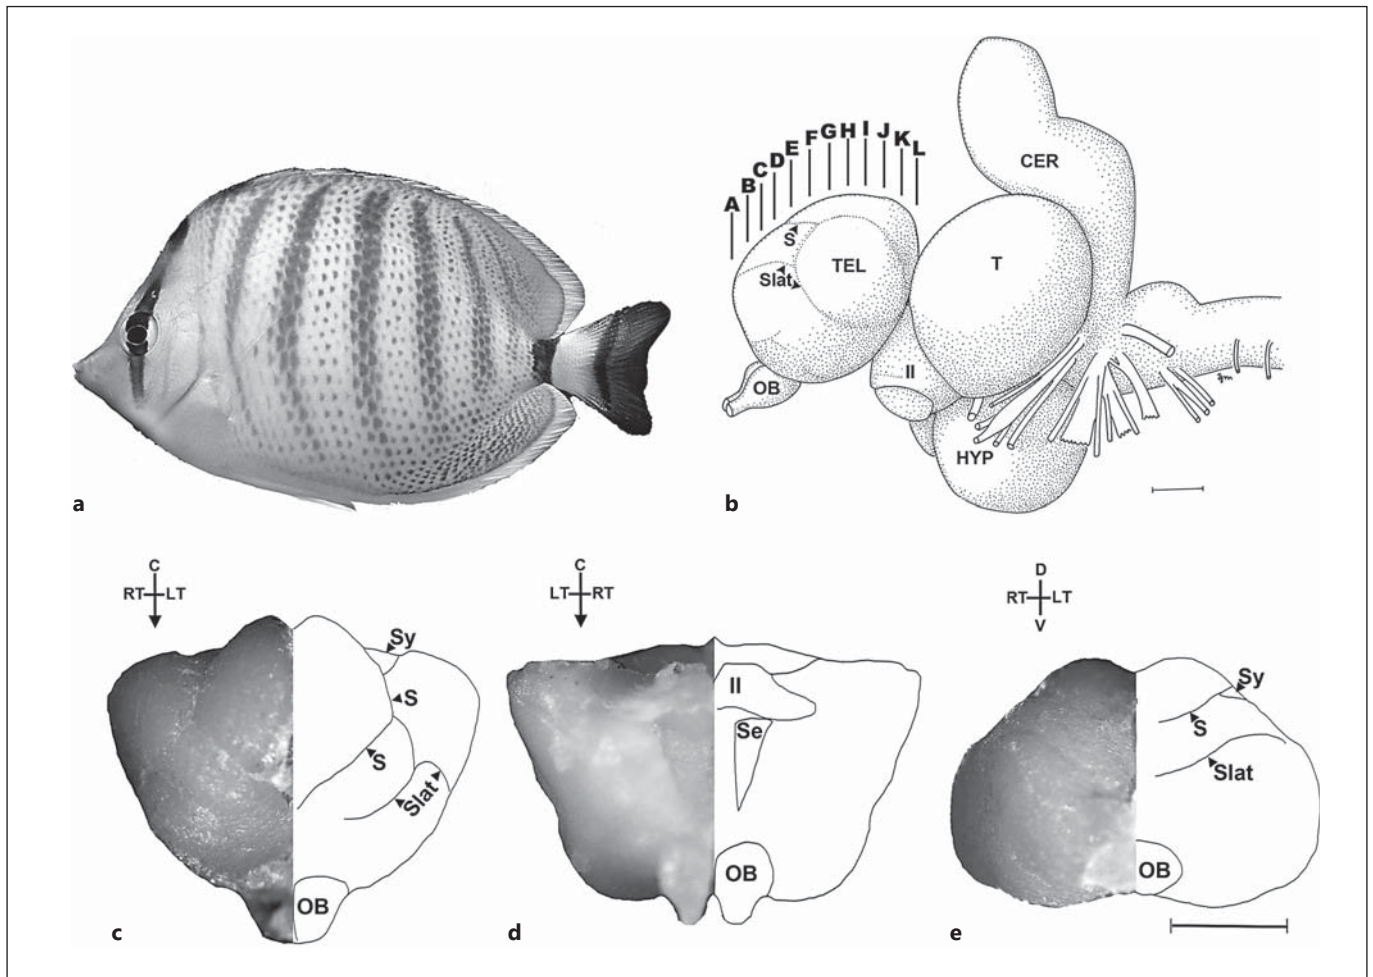 A B C D E F G H I J K L
CER
S
TEL
T
Slat
II
OB
HYP
a
b
C
RT LT
Sy
S
S
Slat
OB
c
C
LT RT
II
Se
OB
d
D
RT LT
V
Sy
S
Slat
OB
e